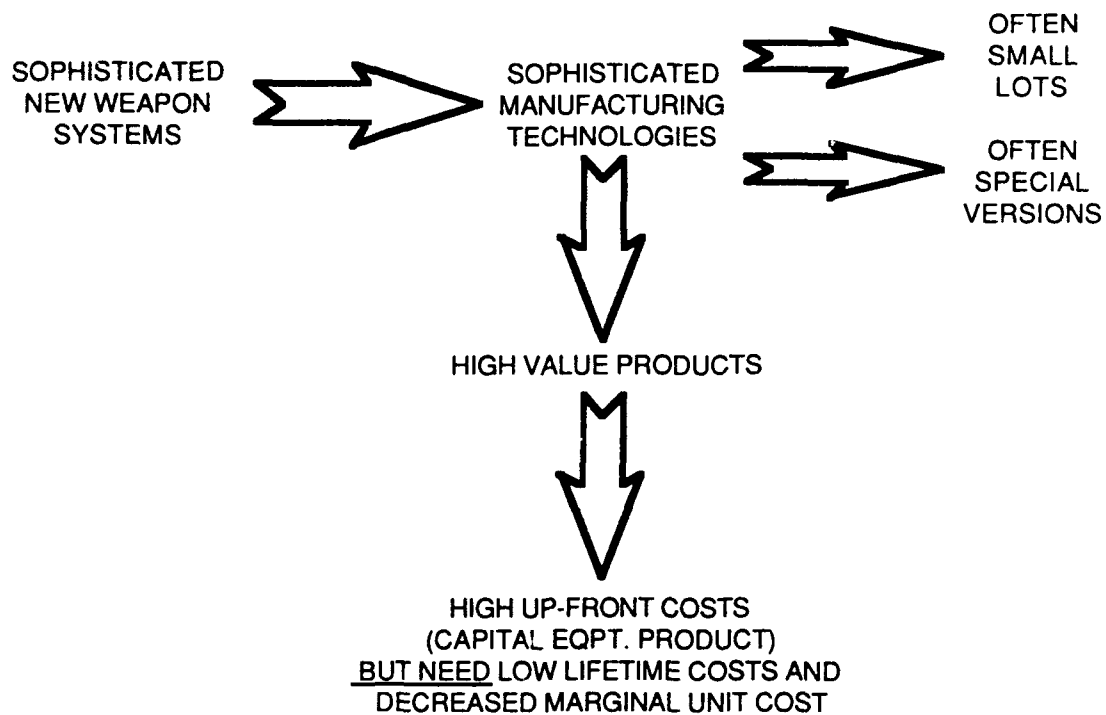 SOPHISTICATED
NEW WEAPON
SYSTEMS
SOPHISTICATED
MANUFACTURING
TECHNOLOGIES
OFTEN
SMALL
LOTS
OFTEN
SPECIAL
VERSIONS
HIGH VALUE PRODUCTS
HIGH UP-FRONT COSTS
(CAPITAL EQPT. PRODUCT)
BUT NEED LOW LIFETIME COSTS AND
DECREASED MARGINAL UNIT COST